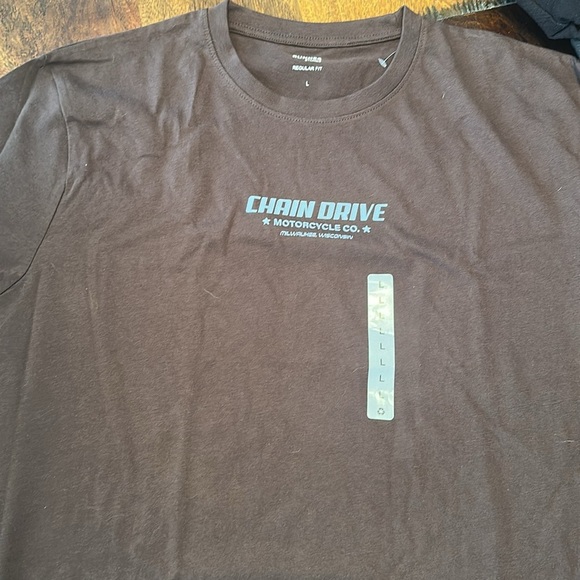 REGULAR FIT
L
CHAIN DRIVE
★ MOTORCYCLE CO. ★
MILWAUKEE, WISCONSIN
L
L
L
L
L
L
L
L